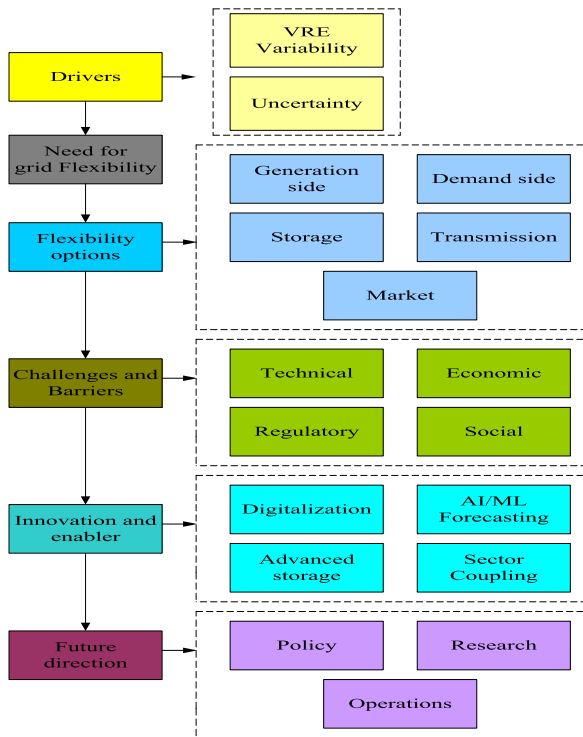 Drivers
VRE
Variability
Uncertainty
Need for
grid Flexibility
Flexibility
options
Generation
side
Demand side
Storage
Transmission
Market
Challenges and
Barriers
Technical
Economic
Regulatory
Social
Innovation and
enabler
Digitalization
AI/ML
Forecasting
Advanced
storage
Sector
Coupling
Future
direction
Policy
Research
Operations